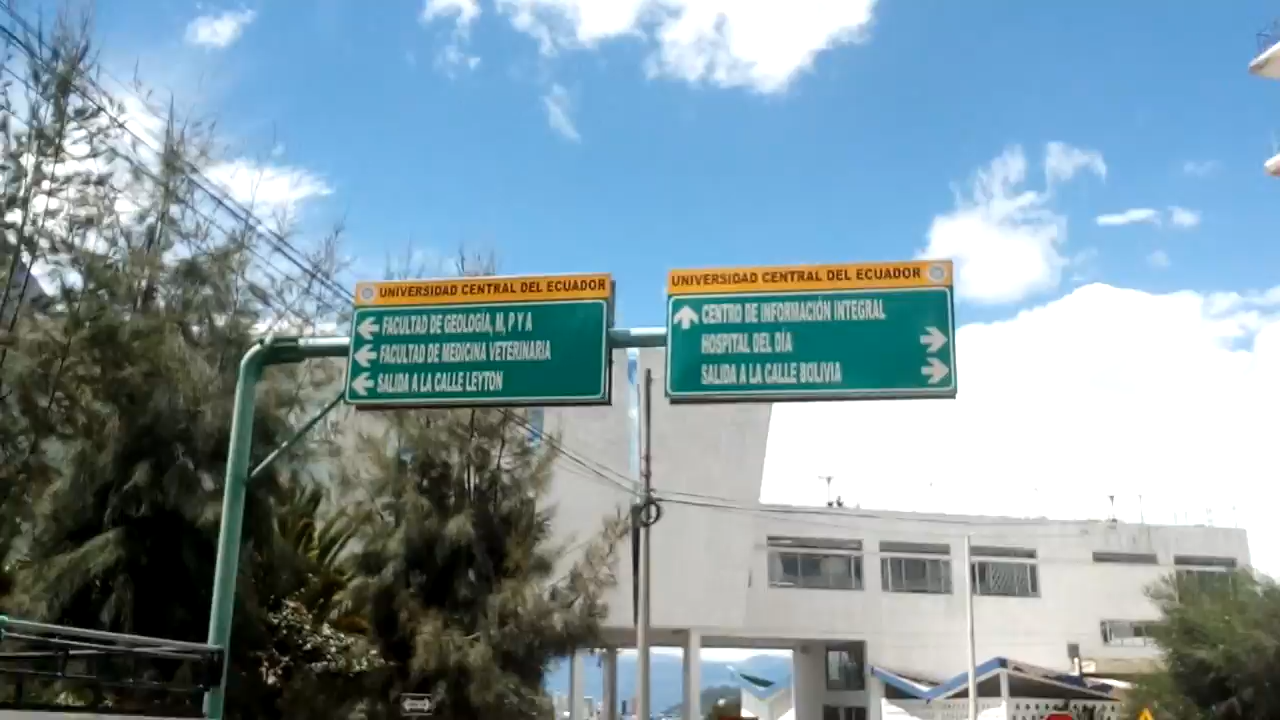 UNIVERSIDAD CENTRAL DEL ECUADOR
FACULTAD DE GEOLOGÍA, M, P Y A
FACULTAD DE MEDICINA VETERINARIA
SALIDA A LA CALLE LEYTON
UNIVERSIDAD CENTRAL DEL ECUADOR
CENTRO DE INFORMACIÓN INTEGRAL
HOSPITAL DEL DÍA
SALIDA A LA CALLE BOLIVIA